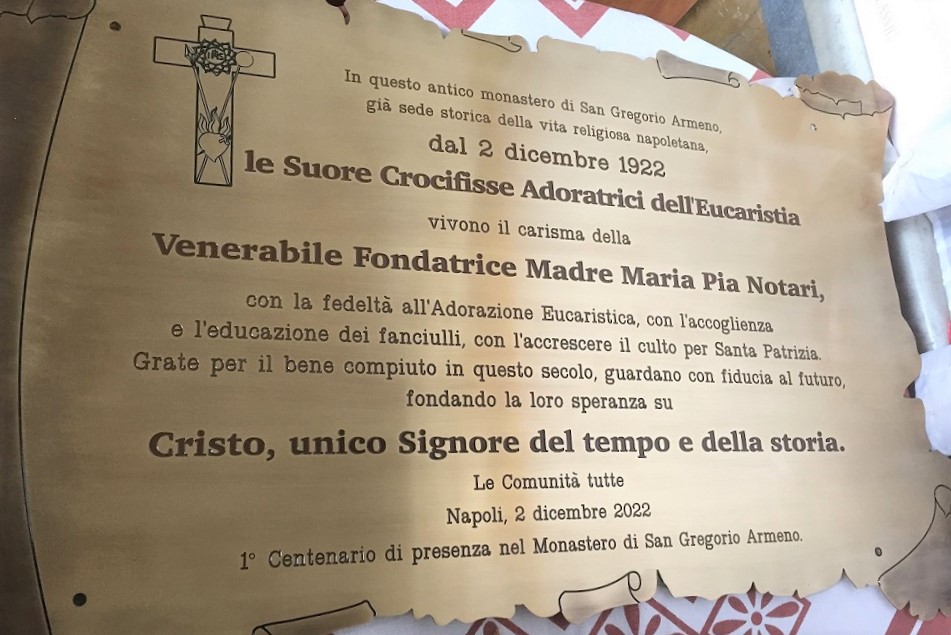 IHS
In questo antico monastero di San Gregorio Armeno,
già sede storica della vita religiosa napoletana,
dal 2 dicembre 1922
le Suore Crocifisse Adoratrici dell'Eucaristia
vivono il carisma della
Venerabile Fondatrice Madre Maria Pia Notari,
con la fedeltà all'Adorazione Eucaristica, con l'accoglienza
e l'educazione dei fanciulli, con l'accrescere il culto per Santa Patrizia.
Grate per il bene compiuto in questo secolo, guardano con fiducia al futuro,
fondando la loro speranza su
Cristo, unico Signore del tempo e della storia.
Le Comunità tutte
Napoli, 2 dicembre 2022
1° Centenario di presenza nel Monastero di San Gregorio Armeno.